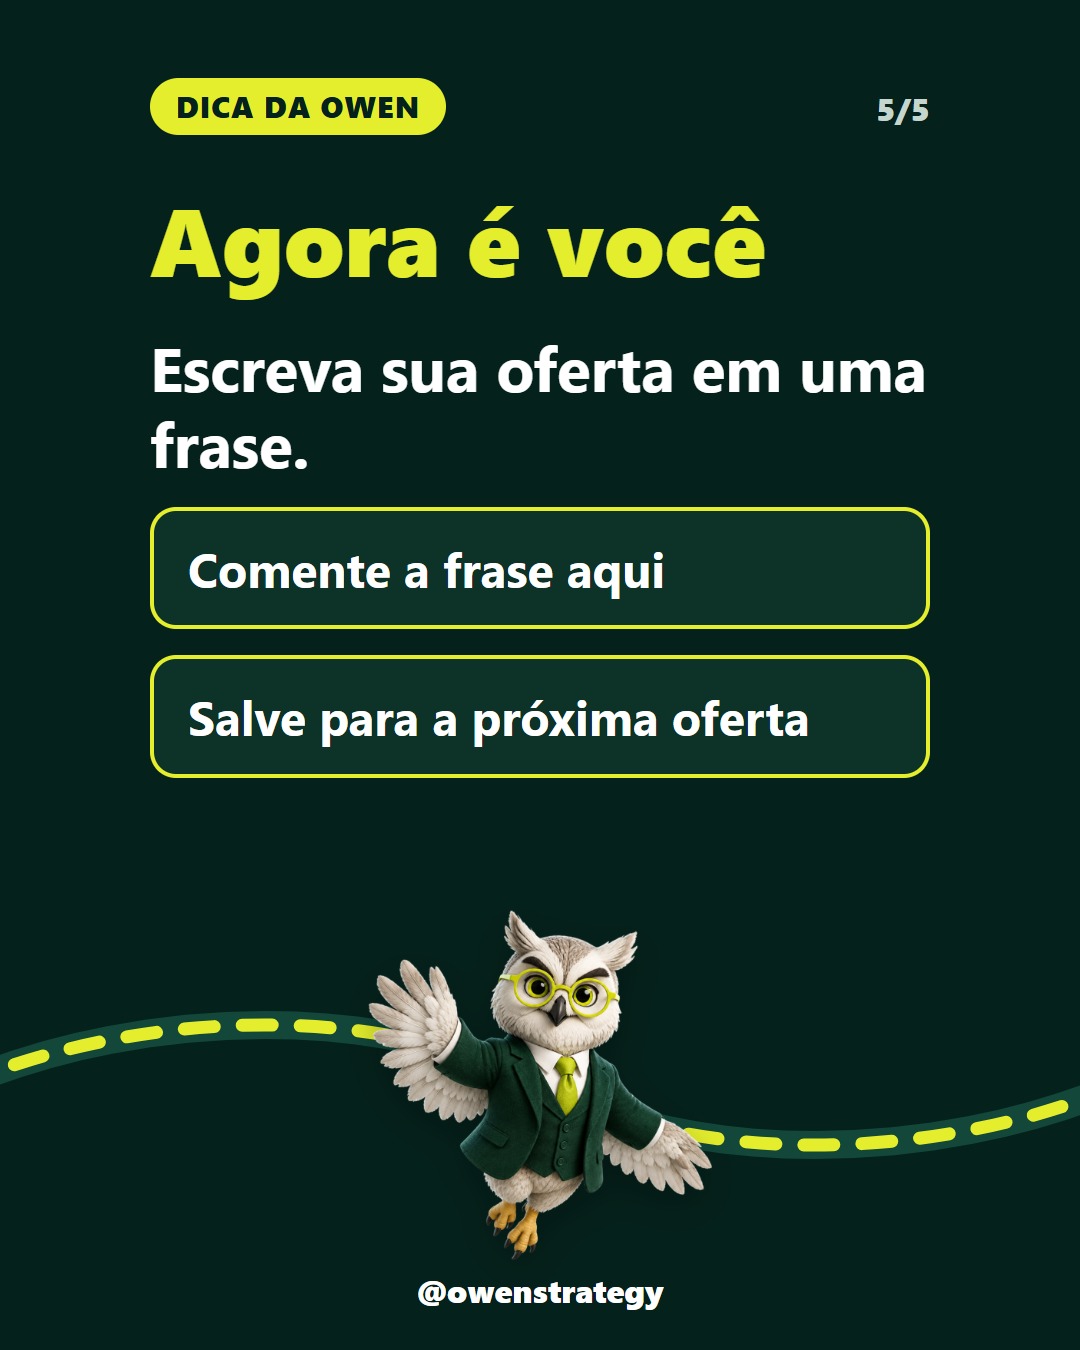 DICA DA OWEN
5/5
Agora é você
Escreva sua oferta em uma
frase.
Comente a frase aqui
Salve para a próxima oferta
@owenstrategy